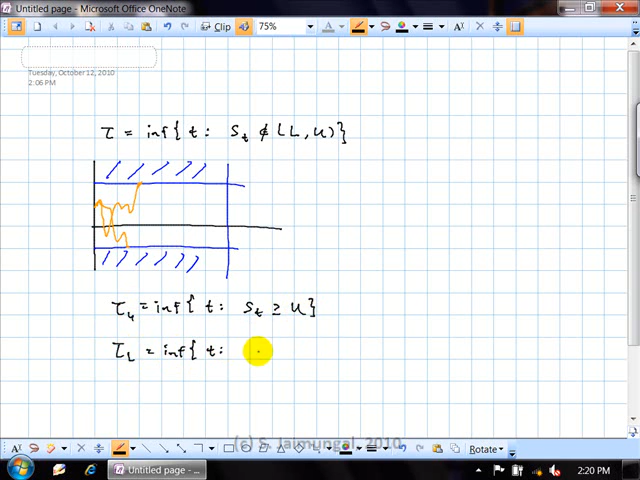 Untitled page - Microsoft Office OneNote
75%
Tuesday, October 12, 2010
2:06 PM
τ = inf{ t: S_t ∉ (L, U) }
τ_u = inf{ t: S_t ≥ U }
τ_L = inf{ t:
(c) S. Jaimungal, 2010
Rotate
Untitled page - ...
2:20 PM